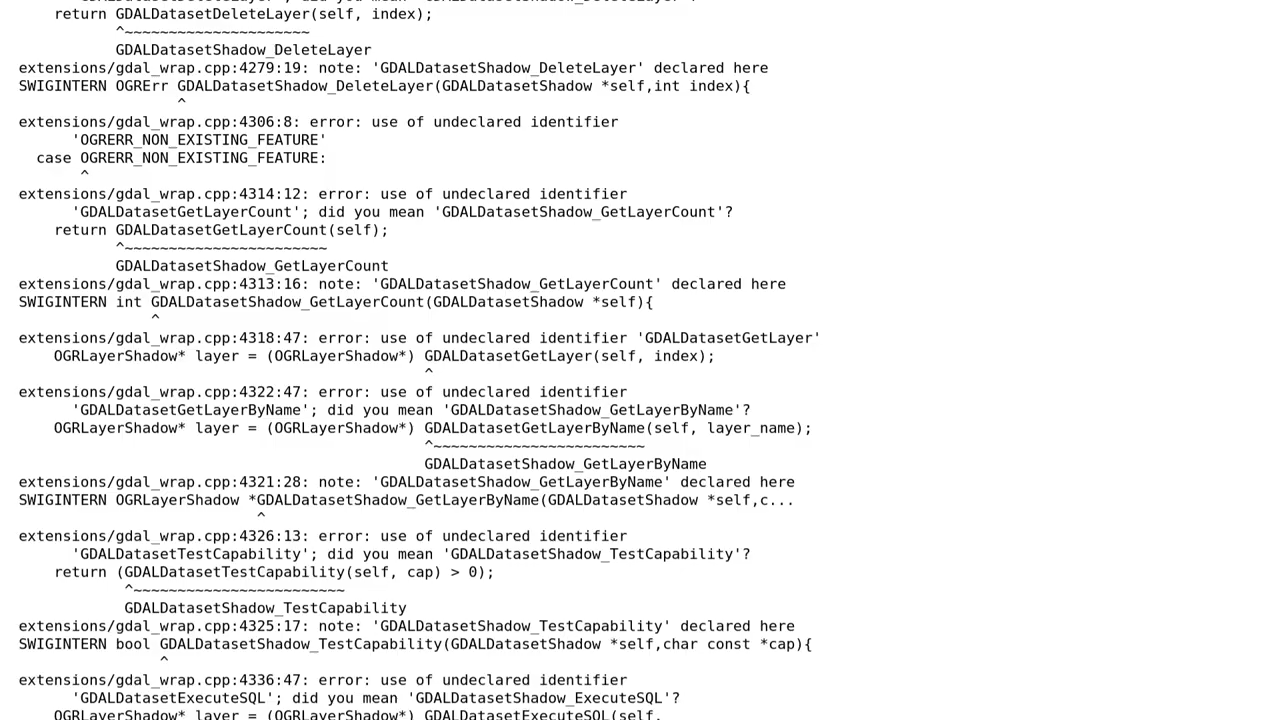 return GDALDatasetDeleteLayer(self, index);
^~~~~~~~~~~~~~~~~~~~~~
GDALDatasetShadow_DeleteLayer
extensions/gdal_wrap.cpp:4279:19: note: 'GDALDatasetShadow_DeleteLayer' declared here
SWIGINTERN OGRErr GDALDatasetShadow_DeleteLayer(GDALDatasetShadow *self,int index){
^
extensions/gdal_wrap.cpp:4306:8: error: use of undeclared identifier
'OGRERR_NON_EXISTING_FEATURE'
case OGRERR_NON_EXISTING_FEATURE:
^
extensions/gdal_wrap.cpp:4314:12: error: use of undeclared identifier
'GDALDatasetGetLayerCount'; did you mean 'GDALDatasetShadow_GetLayerCount'?
return GDALDatasetGetLayerCount(self);
^~~~~~~~~~~~~~~~~~~~~~~~
GDALDatasetShadow_GetLayerCount
extensions/gdal_wrap.cpp:4313:16: note: 'GDALDatasetShadow_GetLayerCount' declared here
SWIGINTERN int GDALDatasetShadow_GetLayerCount(GDALDatasetShadow *self){
^
extensions/gdal_wrap.cpp:4318:47: error: use of undeclared identifier 'GDALDatasetGetLayer'
OGRLayerShadow* layer = (OGRLayerShadow*) GDALDatasetGetLayer(self, index);
^
extensions/gdal_wrap.cpp:4322:47: error: use of undeclared identifier
'GDALDatasetGetLayerByName'; did you mean 'GDALDatasetShadow_GetLayerByName'?
OGRLayerShadow* layer = (OGRLayerShadow*) GDALDatasetGetLayerByName(self, layer_name);
^~~~~~~~~~~~~~~~~~~~~~~~~
GDALDatasetShadow_GetLayerByName
extensions/gdal_wrap.cpp:4321:28: note: 'GDALDatasetShadow_GetLayerByName' declared here
SWIGINTERN OGRLayerShadow *GDALDatasetShadow_GetLayerByName(GDALDatasetShadow *self,c...
^
extensions/gdal_wrap.cpp:4326:13: error: use of undeclared identifier
'GDALDatasetTestCapability'; did you mean 'GDALDatasetShadow_TestCapability'?
return (GDALDatasetTestCapability(self, cap) > 0);
^~~~~~~~~~~~~~~~~~~~~~~~~
GDALDatasetShadow_TestCapability
extensions/gdal_wrap.cpp:4325:17: note: 'GDALDatasetShadow_TestCapability' declared here
SWIGINTERN bool GDALDatasetShadow_TestCapability(GDALDatasetShadow *self,char const *cap){
^
extensions/gdal_wrap.cpp:4336:47: error: use of undeclared identifier
'GDALDatasetExecuteSQL'; did you mean 'GDALDatasetShadow_ExecuteSQL'?
OGRLayerShadow* layer = (OGRLayerShadow*) GDALDatasetExecuteSQL(self,